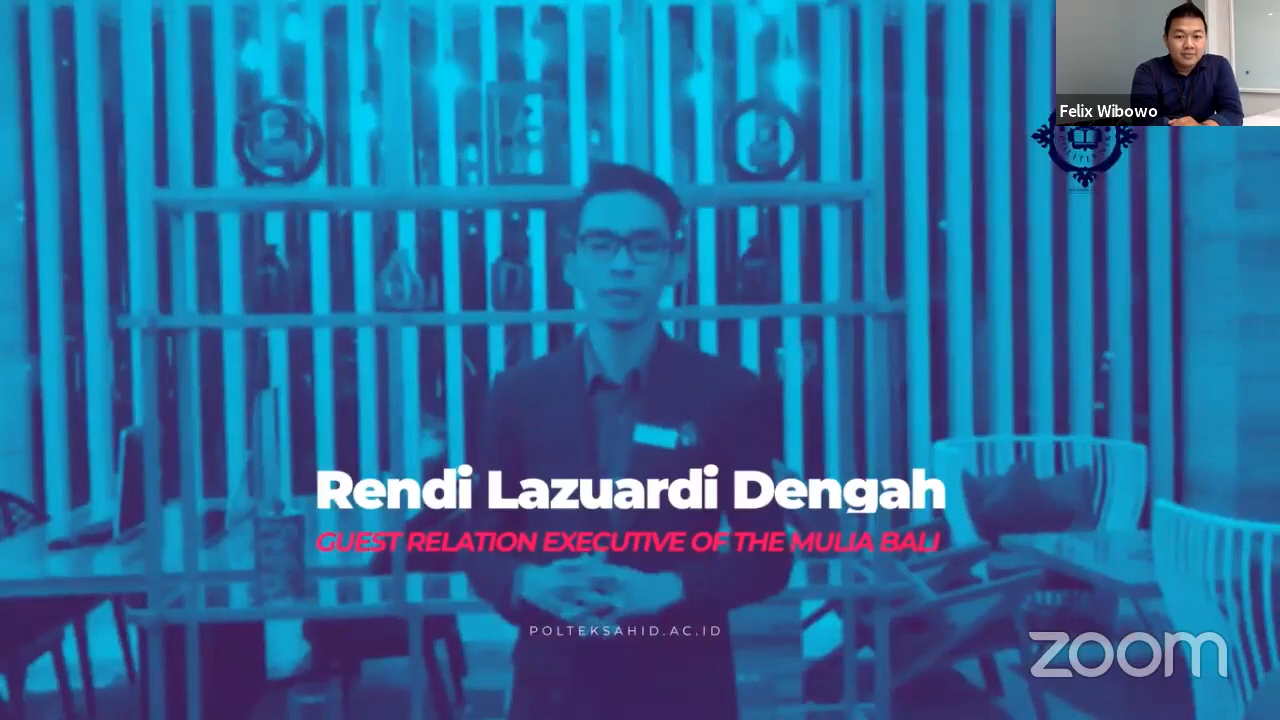 Felix Wibowo
Rendi Lazuardi Dengah
GUEST RELATION EXECUTIVE OF THE MULIA BALI
POLTEKSAHID.AC.ID
zoom